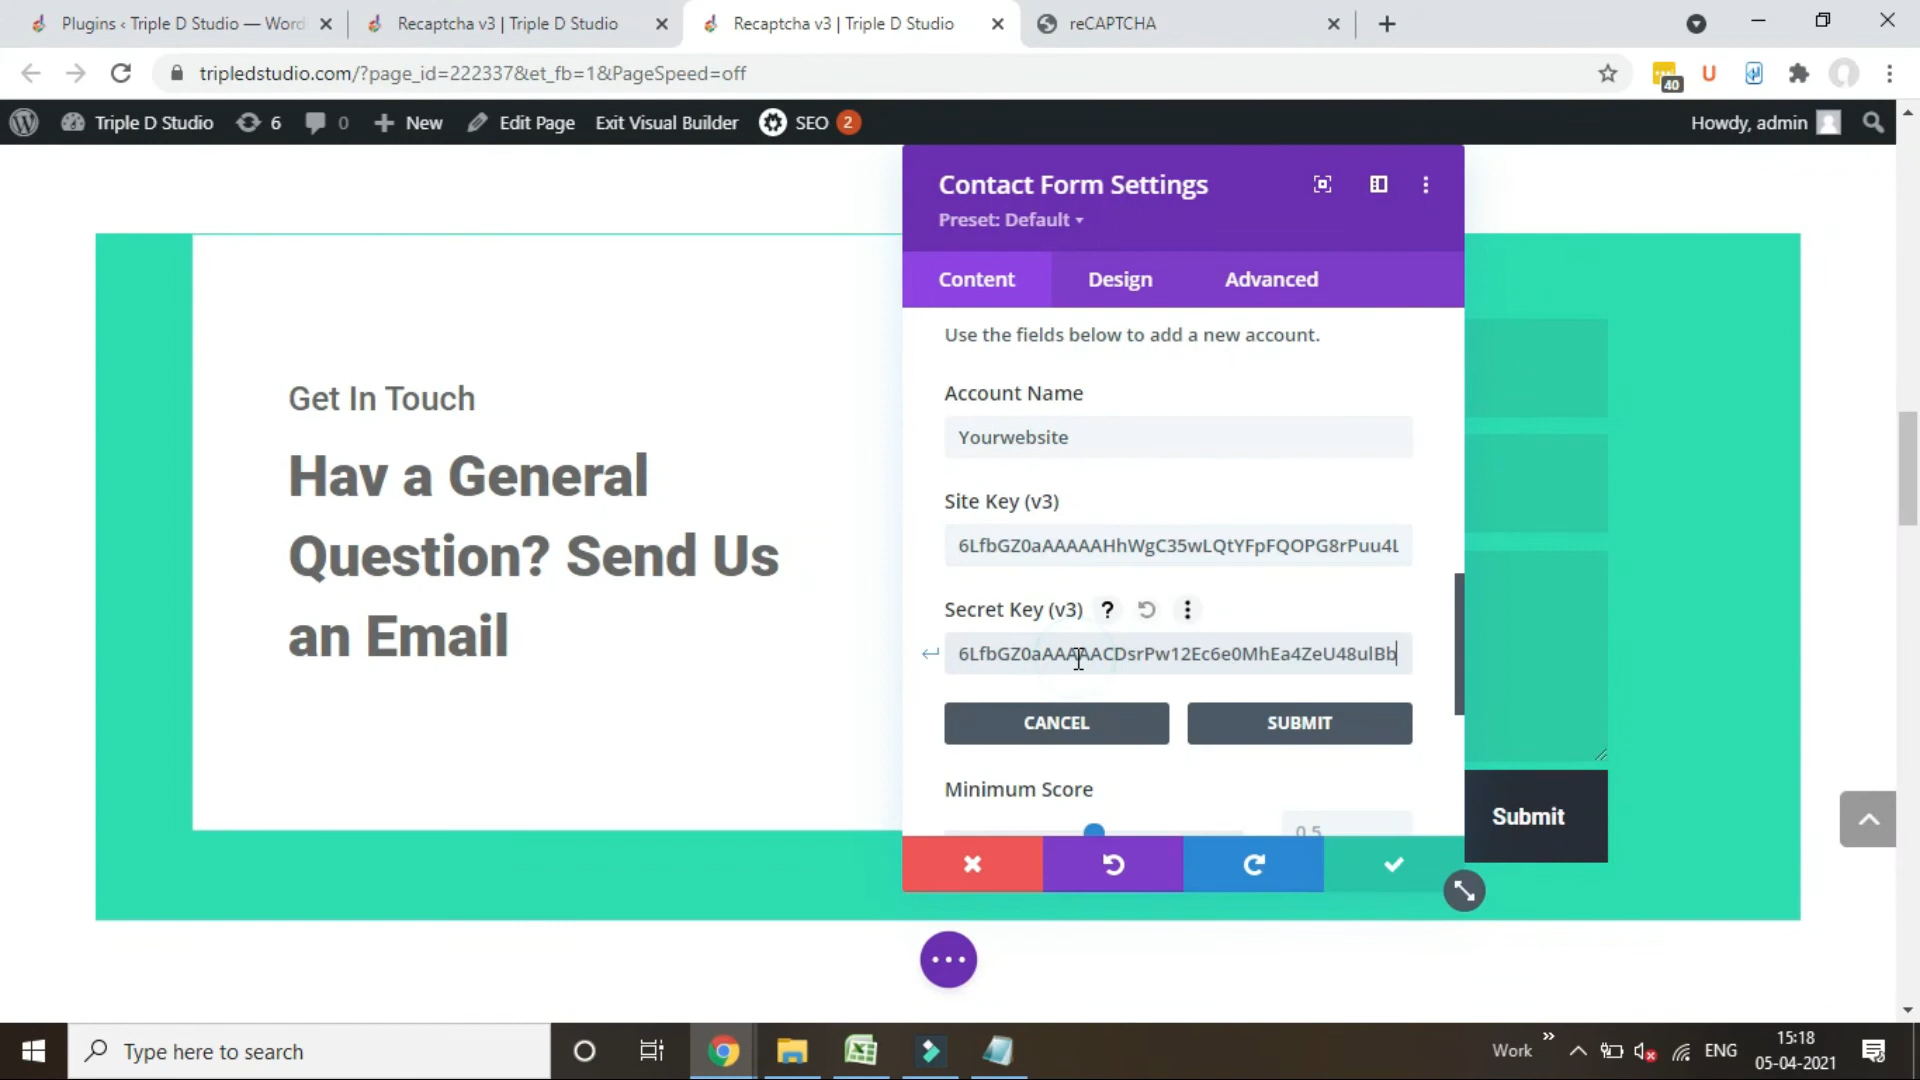 Plugins ‹ Triple D Studio — Word
Recaptcha v3 | Triple D Studio
Recaptcha v3 | Triple D Studio
reCAPTCHA
tripledstudio.com/?page_id=222337&et_fb=1&PageSpeed=off
40
U
Triple D Studio
6
0
New
Edit Page
Exit Visual Builder
SEO
2
Howdy, admin
Contact Form Settings
Preset: Default
Content
Design
Advanced
Use the fields below to add a new account.
Account Name
Yourwebsite
Site Key (v3)
6LfbGZ0aAAAAAHhWgC35wLQtYFpFQOPG8rPuu4L
Secret Key (v3)
?
6LfbGZ0aAAAAACDsrPw12Ec6e0MhEa4ZeU48ulBb
CANCEL
SUBMIT
Minimum Score
0.5
Get In Touch
Hav a General
Question? Send Us
an Email
Submit
Type here to search
Work
ENG
15:18
05-04-2021